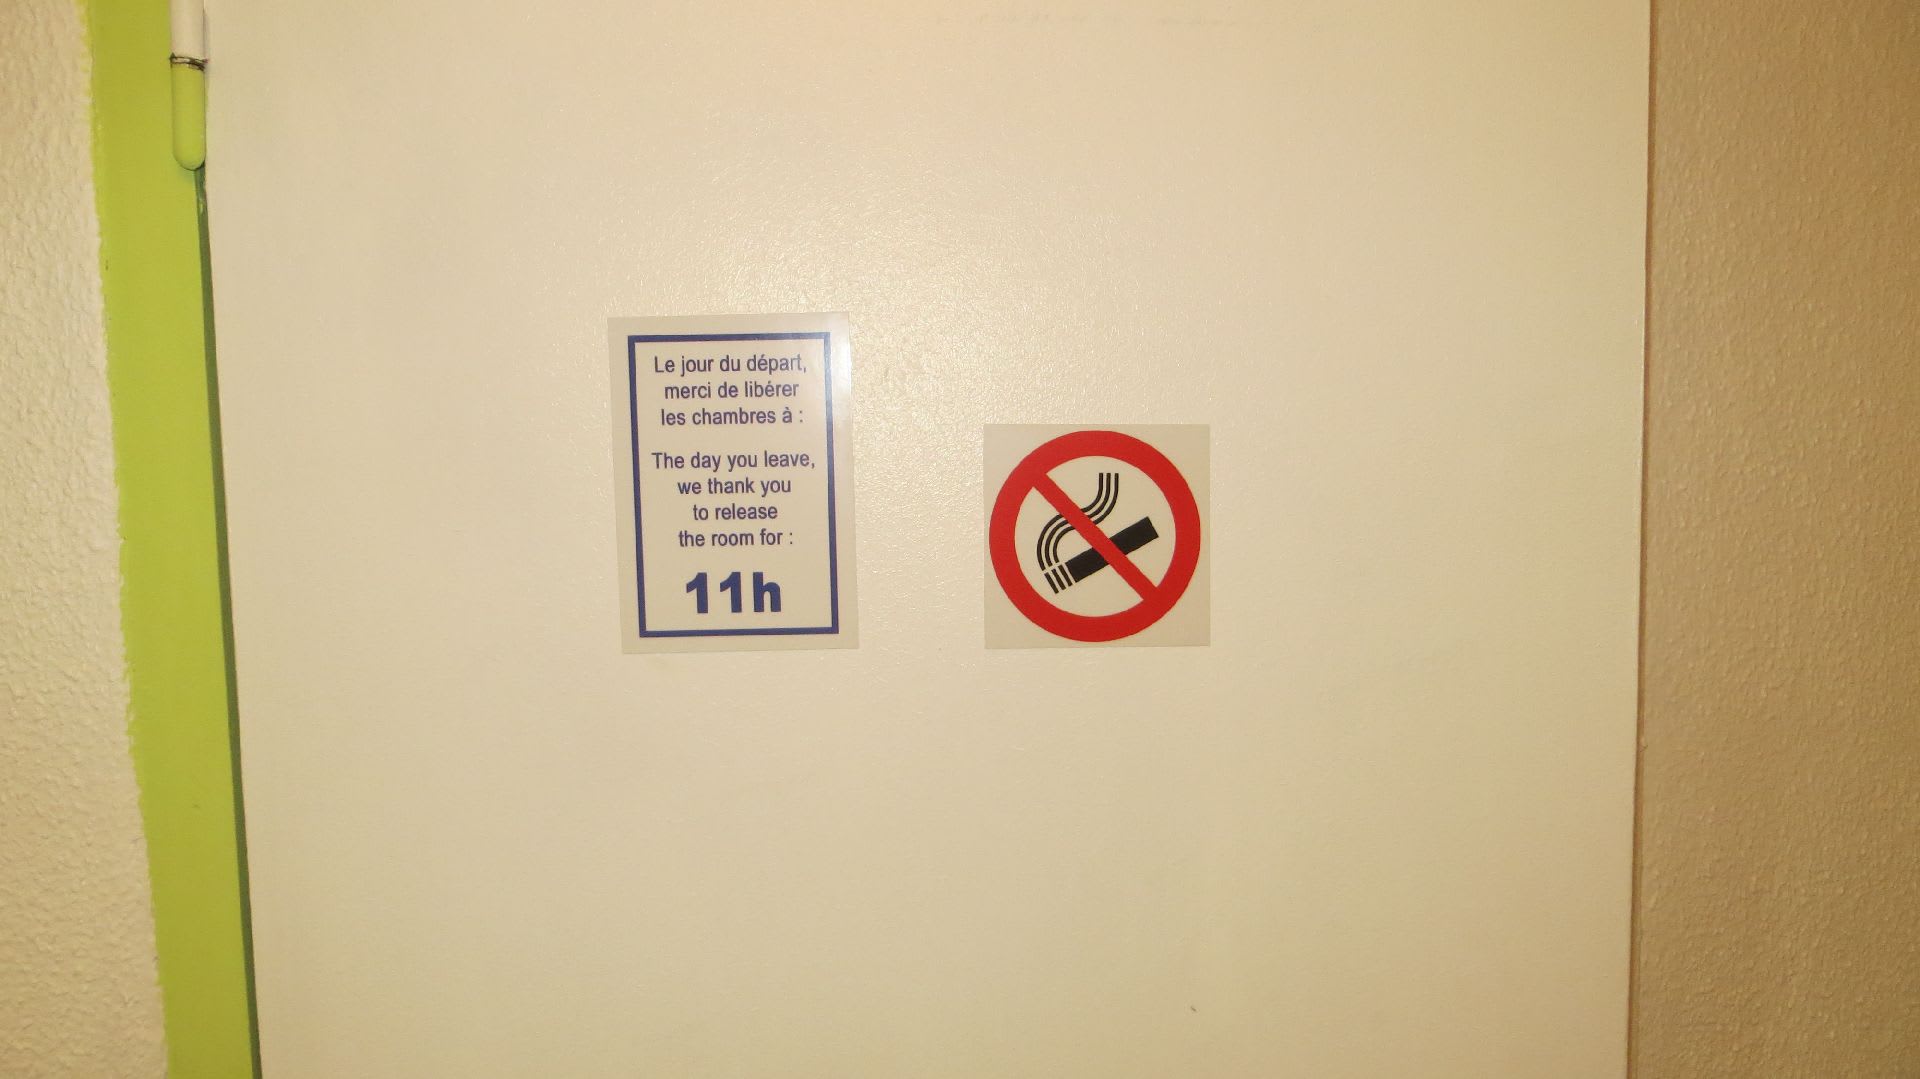 Le jour du départ,
merci de libérer
les chambres à :
The day you leave,
we thank you
to release
the room for :
11h